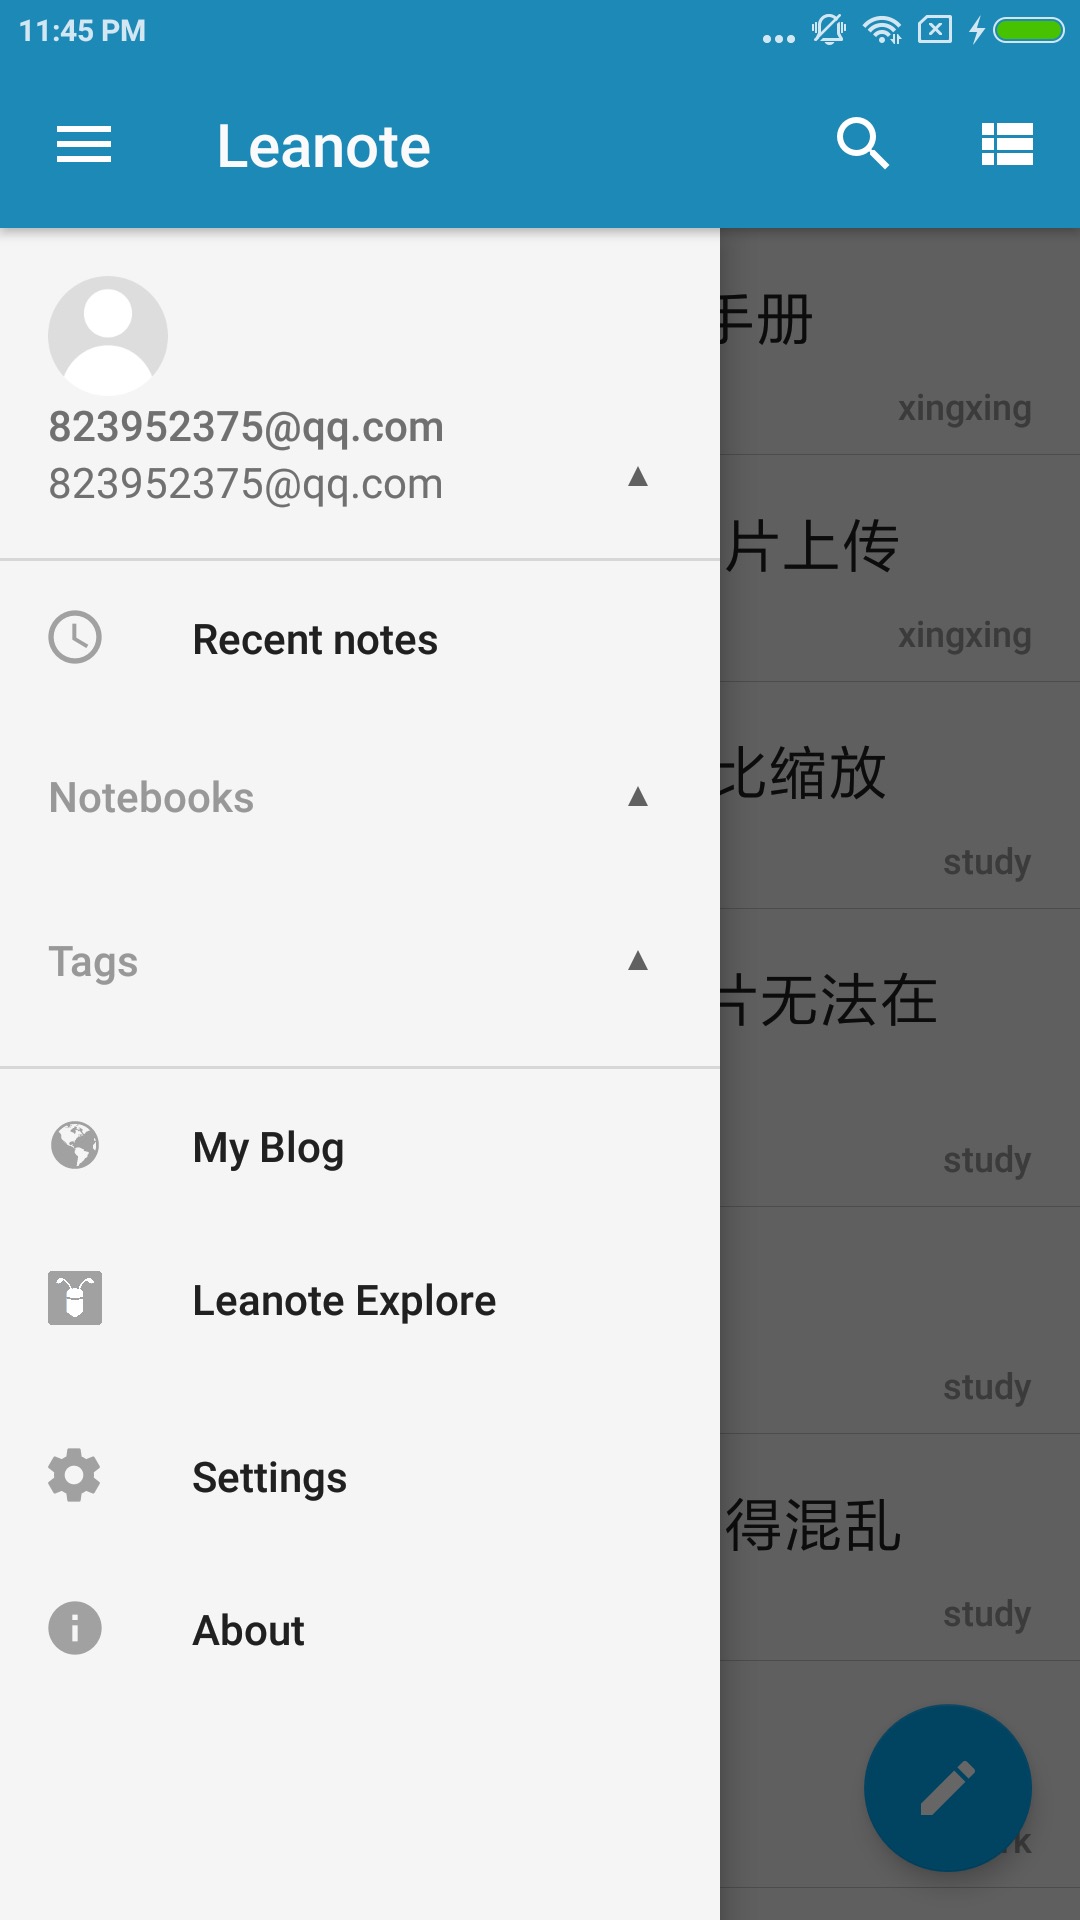 11:45 PM
Leanote
823952375@qq.com
823952375@qq.com
Recent notes
Notebooks
Tags
My Blog
Leanote Explore
Settings
About
手册
xingxing
片上传
xingxing
比缩放
study
片无法在
study
study
得混乱
study